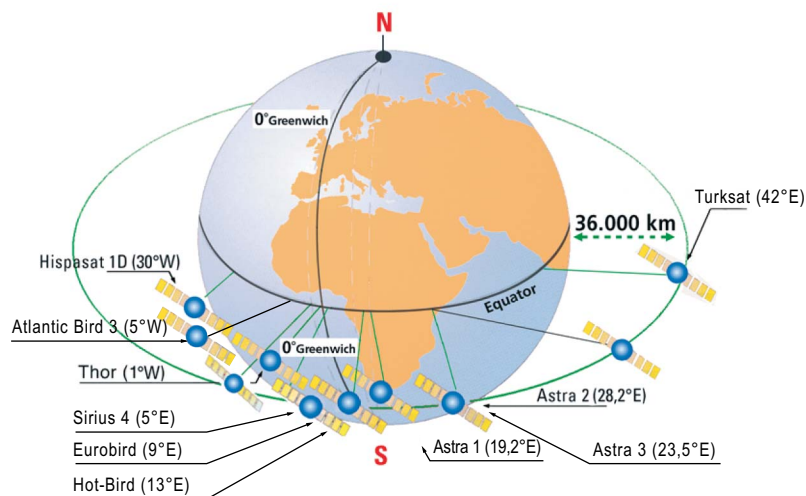 N
0°Greenwich
Turksat (42°E)
36.000 km
Hispasat 1D (30°W)
Equator
Atlantic Bird 3 (5°W)
0°Greenwich
Thor (1°W)
Astra 2 (28,2°E)
Sirius 4 (5°E)
Eurobird (9°E)
S
Astra 1 (19,2°E)
Astra 3 (23,5°E)
Hot-Bird (13°E)